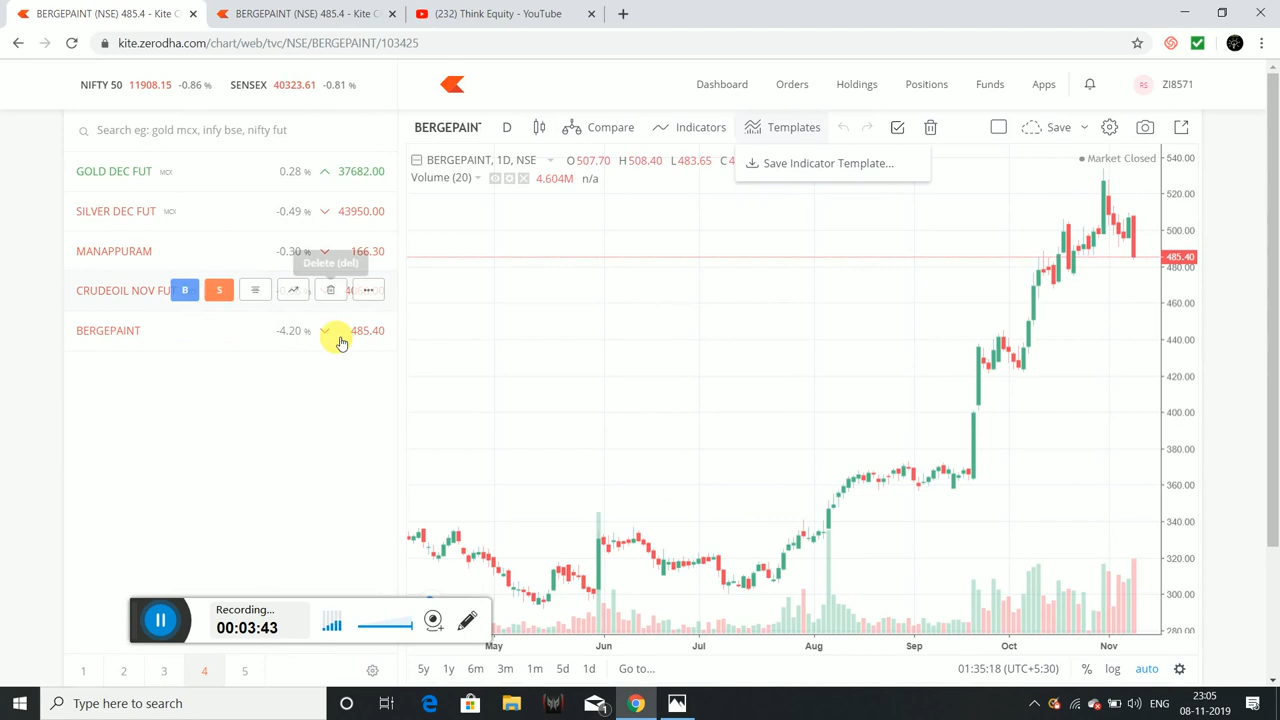 BERGEPAINT (NSE) 485.4 - Kite C
BERGEPAINT (NSE) 485.4 - Kite C
(232) Think Equity - YouTube
kite.zerodha.com/chart/web/tvc/NSE/BERGEPAINT/103425
NIFTY 50 11908.15 -0.86 % SENSEX 40323.61 -0.81 %
Dashboard Orders Holdings Positions Funds Apps RS ZI8571
Search eg: gold mcx, infy bse, nifty fut
GOLD DEC FUT MCX 0.28 % 37682.00
SILVER DEC FUT MCX -0.49 % 43950.00
MANAPPURAM -0.30 % 166.30
Delete (del)
CRUDEOIL NOV FUT B S
BERGEPAINT -4.20 % 485.40
BERGEPAINT D Compare Indicators Templates Save
Save Indicator Template...
BERGEPAINT, 1D, NSE O507.70 H508.40 L483.65 C4
Market Closed
Volume (20) 4.604M n/a
540.00
520.00
500.00
485.40
480.00
460.00
440.00
420.00
400.00
380.00
360.00
340.00
320.00
300.00
280.00
May Jun Jul Aug Sep Oct Nov
5y 1y 6m 3m 1m 5d 1d Go to... 01:35:18 (UTC+5:30) % log auto
Recording...
00:03:43
1 2 3 4 5
Type here to search
1
ENG
23:05
08-11-2019